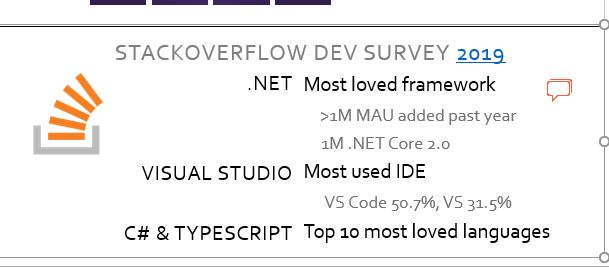 STACKOVERFLOW DEV SURVEY 2019
.NET Most loved framework
>1M MAU added past year
1M .NET Core 2.0
VISUAL STUDIO Most used IDE
VS Code 50.7%, VS 31.5%
C# & TYPESCRIPT Top 10 most loved languages